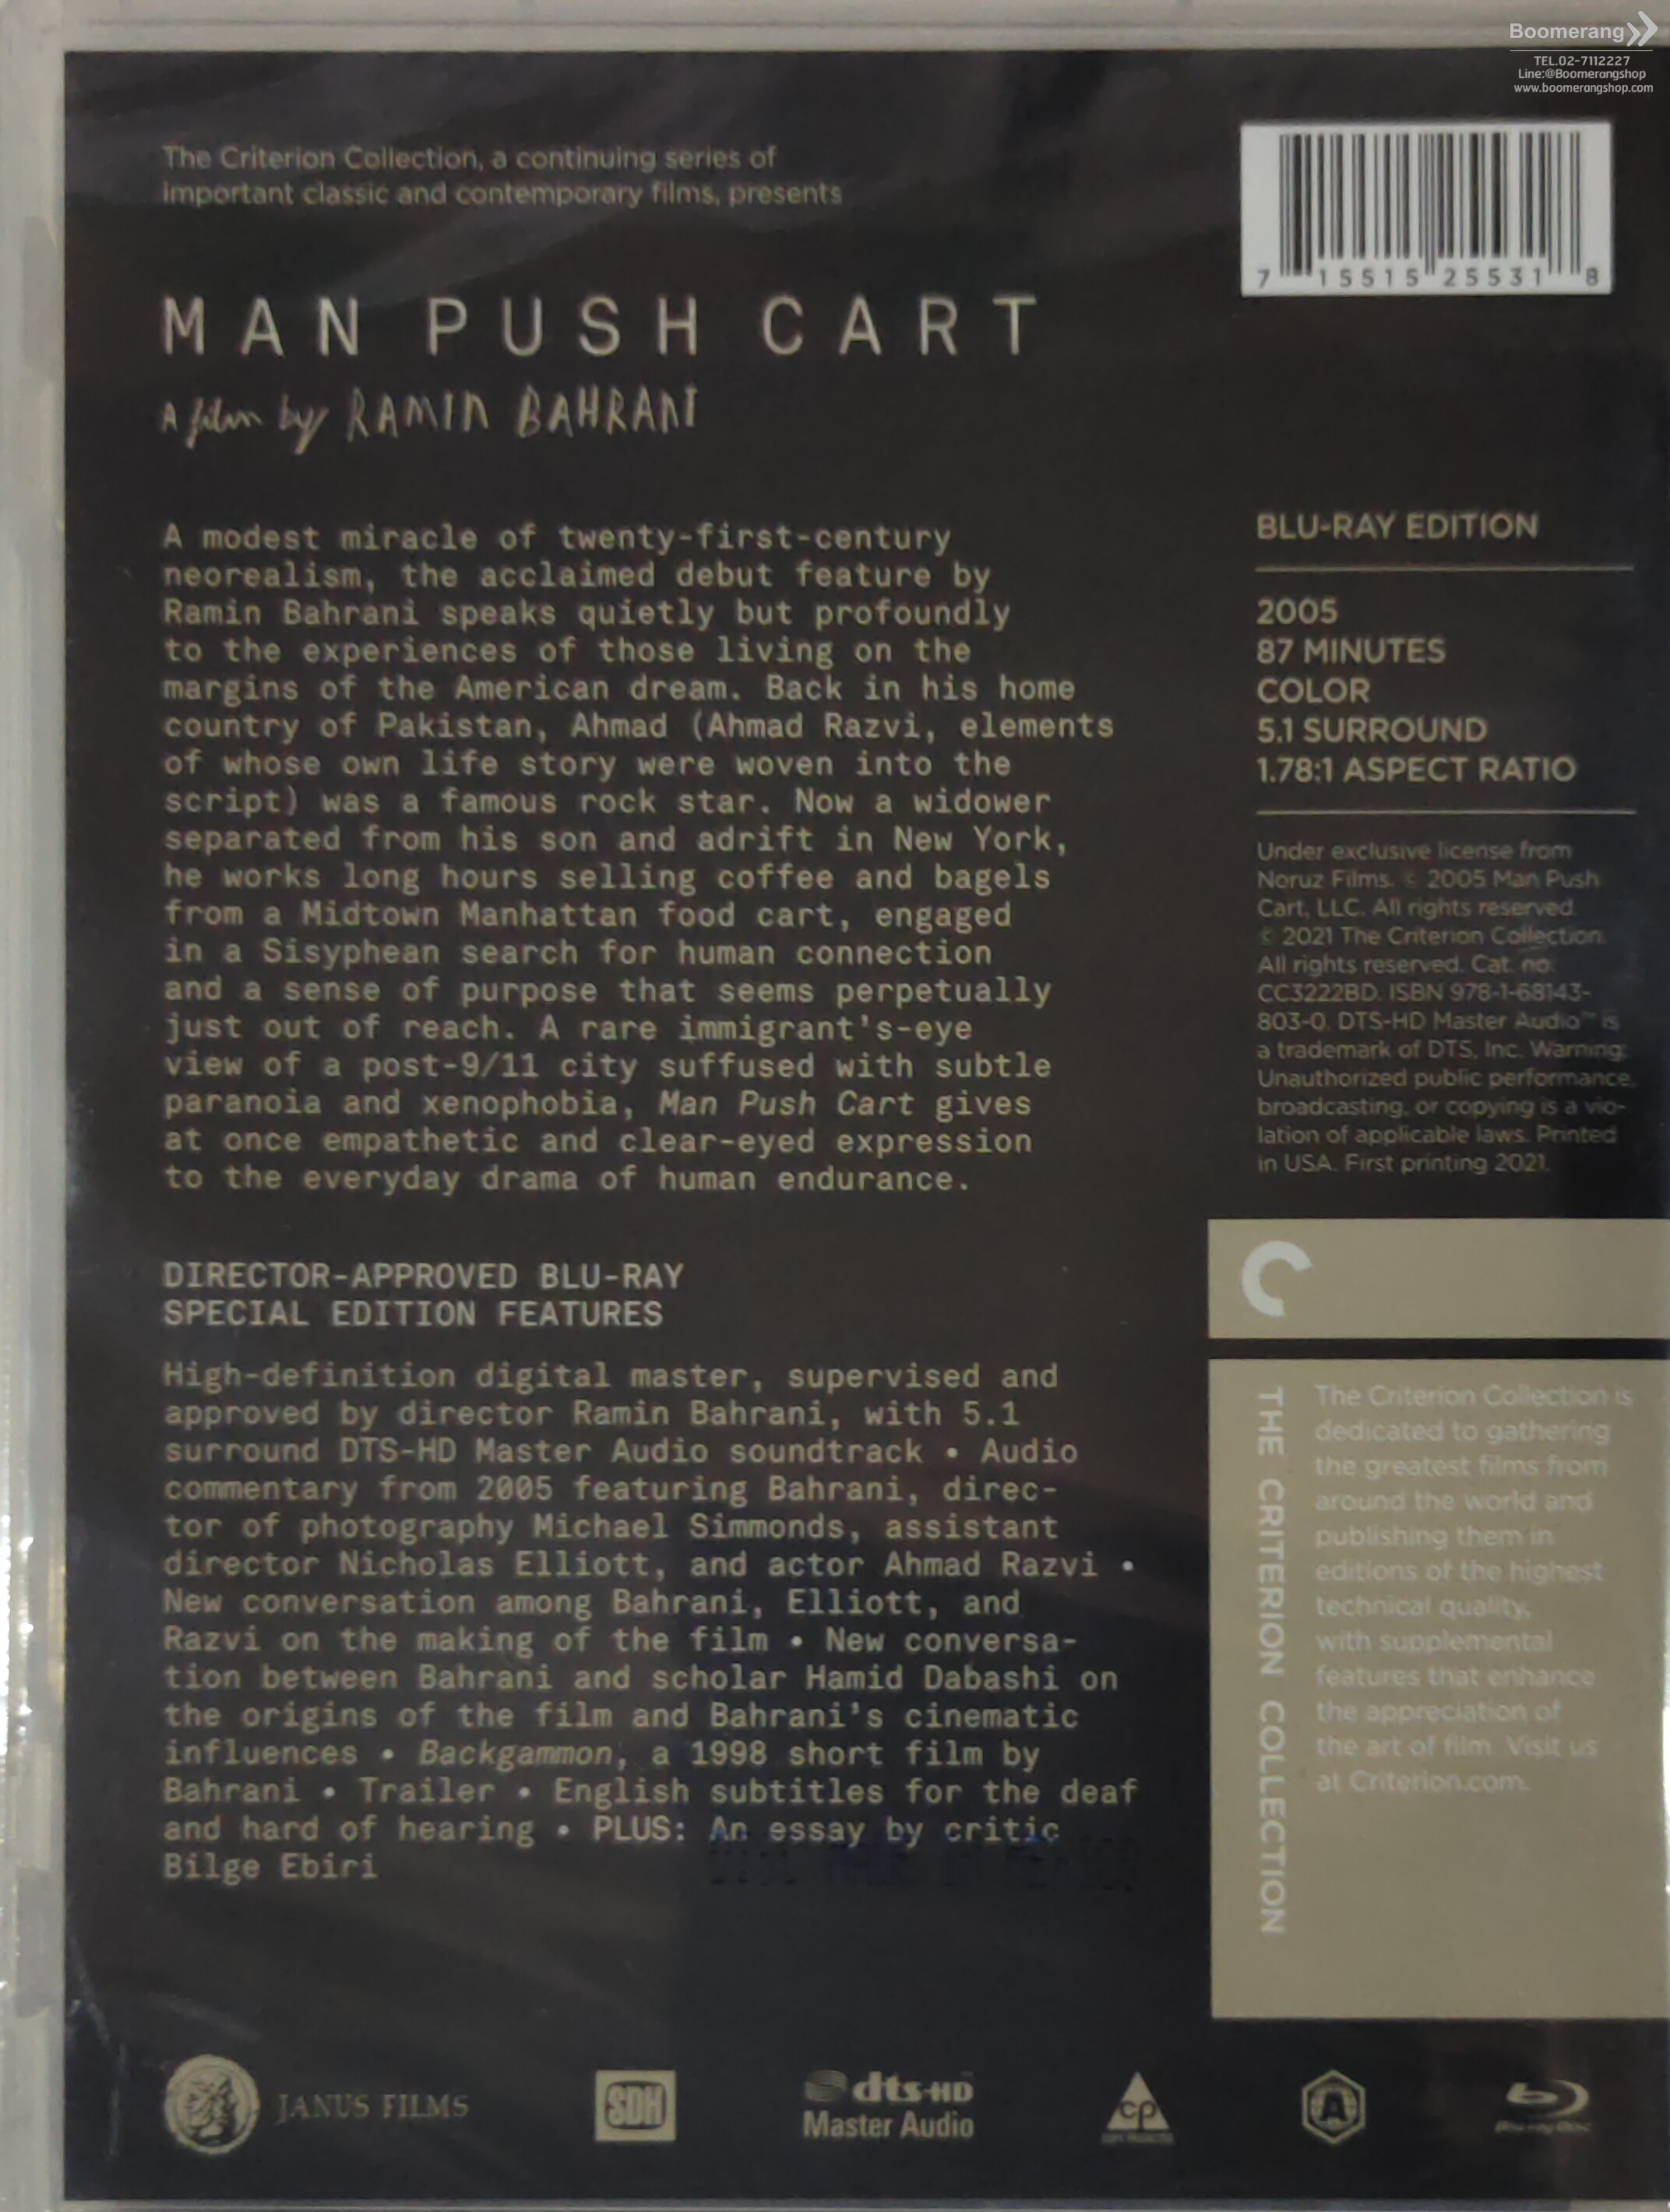 Boomerang
TEL.02-7112227
Line:@Boomerangshop
www.boomerangshop.com
The Criterion Collection, a continuing series of
important classic and contemporary films, presents
7 15515 25531 8
MAN PUSH CART
A film by RAMIN BAHRANI
A modest miracle of twenty-first-century
neorealism, the acclaimed debut feature by
Ramin Bahrani speaks quietly but profoundly
to the experiences of those living on the
margins of the American dream. Back in his home
country of Pakistan, Ahmad (Ahmad Razvi, elements
of whose own life story were woven into the
script) was a famous rock star. Now a widower
separated from his son and adrift in New York,
he works long hours selling coffee and bagels
from a Midtown Manhattan food cart, engaged
in a Sisyphean search for human connection
and a sense of purpose that seems perpetually
just out of reach. A rare immigrant's-eye
view of a post-9/11 city suffused with subtle
paranoia and xenophobia, Man Push Cart gives
at once empathetic and clear-eyed expression
to the everyday drama of human endurance.
DIRECTOR-APPROVED BLU-RAY
SPECIAL EDITION FEATURES
High-definition digital master, supervised and
approved by director Ramin Bahrani, with 5.1
surround DTS-HD Master Audio soundtrack • Audio
commentary from 2005 featuring Bahrani, direc-
tor of photography Michael Simmonds, assistant
director Nicholas Elliott, and actor Ahmad Razvi •
New conversation among Bahrani, Elliott, and
Razvi on the making of the film • New conversa-
tion between Bahrani and scholar Hamid Dabashi on
the origins of the film and Bahrani's cinematic
influences • Backgammon, a 1998 short film by
Bahrani • Trailer • English subtitles for the deaf
and hard of hearing • PLUS: An essay by critic
Bilge Ebiri
BLU-RAY EDITION
2005
87 MINUTES
COLOR
5.1 SURROUND
1.78:1 ASPECT RATIO
Under exclusive license from
Noruz Films. © 2005 Man Push
Cart, LLC. All rights reserved.
© 2021 The Criterion Collection.
All rights reserved. Cat. no.
CC3222BD. ISBN 978-1-68143-
803-0. DTS-HD Master Audio™ is
a trademark of DTS, Inc. Warning:
Unauthorized public performance,
broadcasting, or copying is a vio-
lation of applicable laws. Printed
in USA. First printing 2021.
THE CRITERION COLLECTION
The Criterion Collection is
dedicated to gathering
the greatest films from
around the world and
publishing them in
editions of the highest
technical quality,
with supplemental
features that enhance
the appreciation of
the art of film. Visit us
at Criterion.com.
JANUS FILMS
SDH
dts-HD
Master Audio
cp
A
Blu-ray Disc